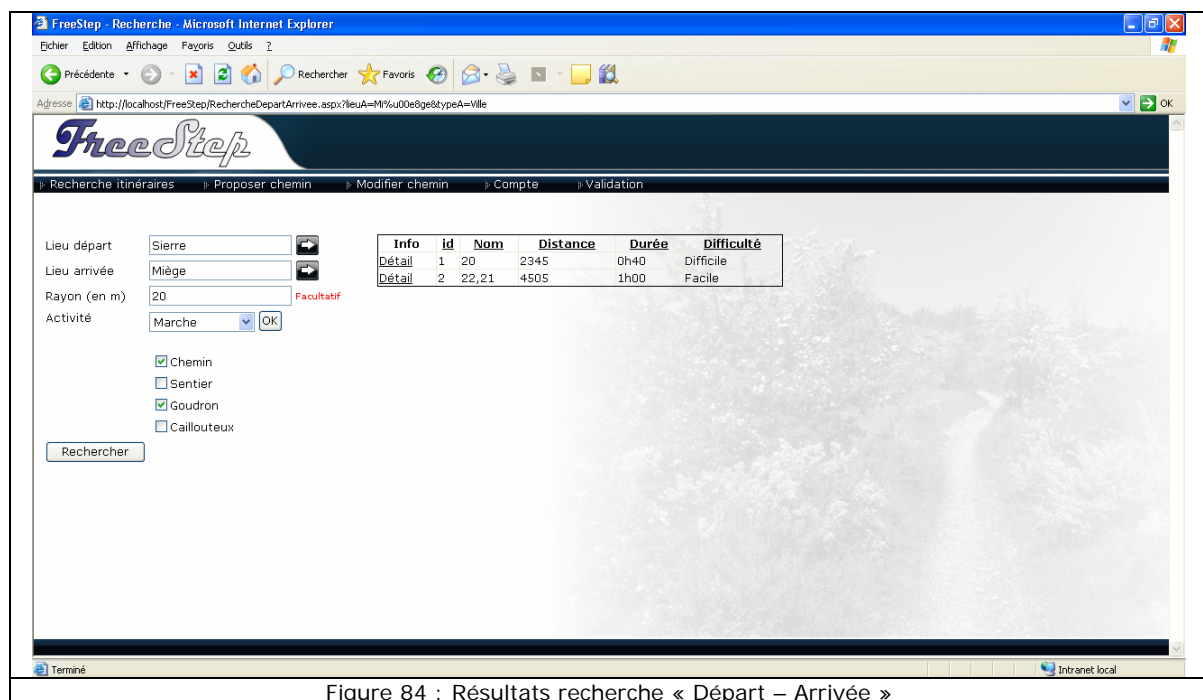 FreeStep - Recherche - Microsoft Internet Explorer
Fichier Edition Affichage Favoris Outils ?
Précédente Rechercher Favoris
Adresse http://localhost/FreeStep/RechercheDepartArrivee.aspx?lieuA=Mi%u00e8ge&typeA=Ville OK
FreeStep
Recherche itinéraires Proposer chemin Modifier chemin Compte Validation
Lieu départ Sierre
Lieu arrivée Miège
Rayon (en m) 20 Facultatif
Activité Marche OK
Chemin
Sentier
Goudron
Caillouteux
Rechercher
Info id Nom Distance Durée Difficulté
Détail 1 20 2345 0h40 Difficile
Détail 2 22,21 4505 1h00 Facile
Terminé Intranet local
Figure 84 : Résultats recherche « Départ – Arrivée »